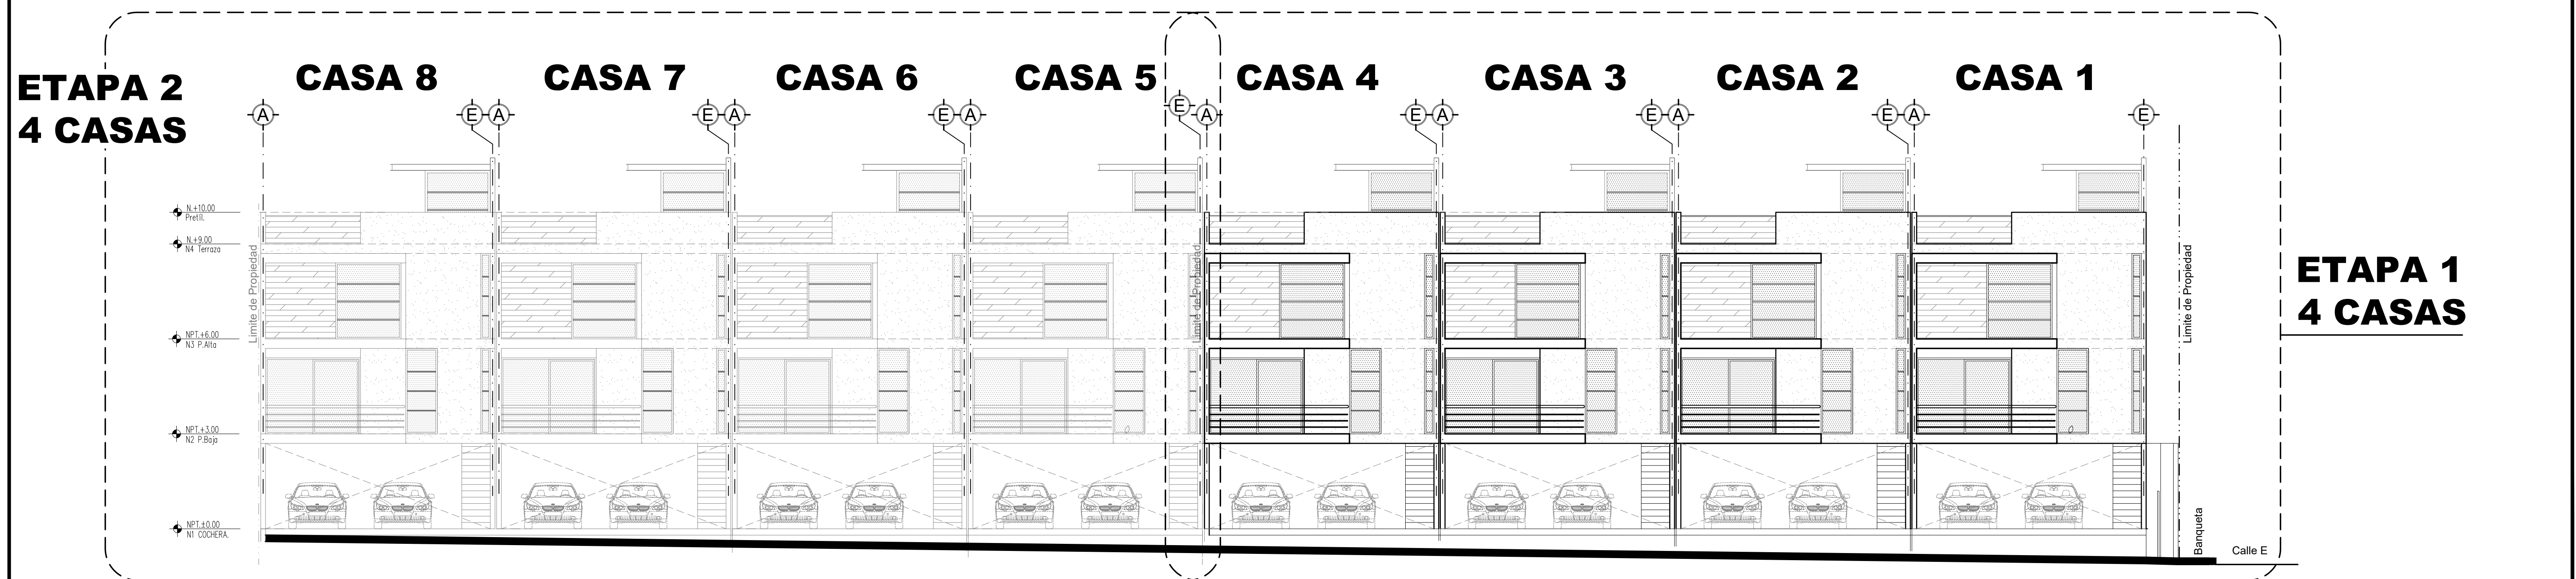 ETAPA 2
4 CASAS
CASA 8
CASA 7
CASA 6
CASA 5
CASA 4
CASA 3
CASA 2
CASA 1
A
E
A
E
A
E
A
E
A
E
A
E
A
E
A
E
N.+10.00
Pretil.
N.+9.00
N4 Terraza
NPT.+6.00
N3 P.Alta
NPT.+3.00
N2 P.Baja
NPT.±0.00
N1 COCHERA.
Limite de Propiedad
Limite de Propiedad
Limite de Propiedad
ETAPA 1
4 CASAS
Banqueta
Calle E